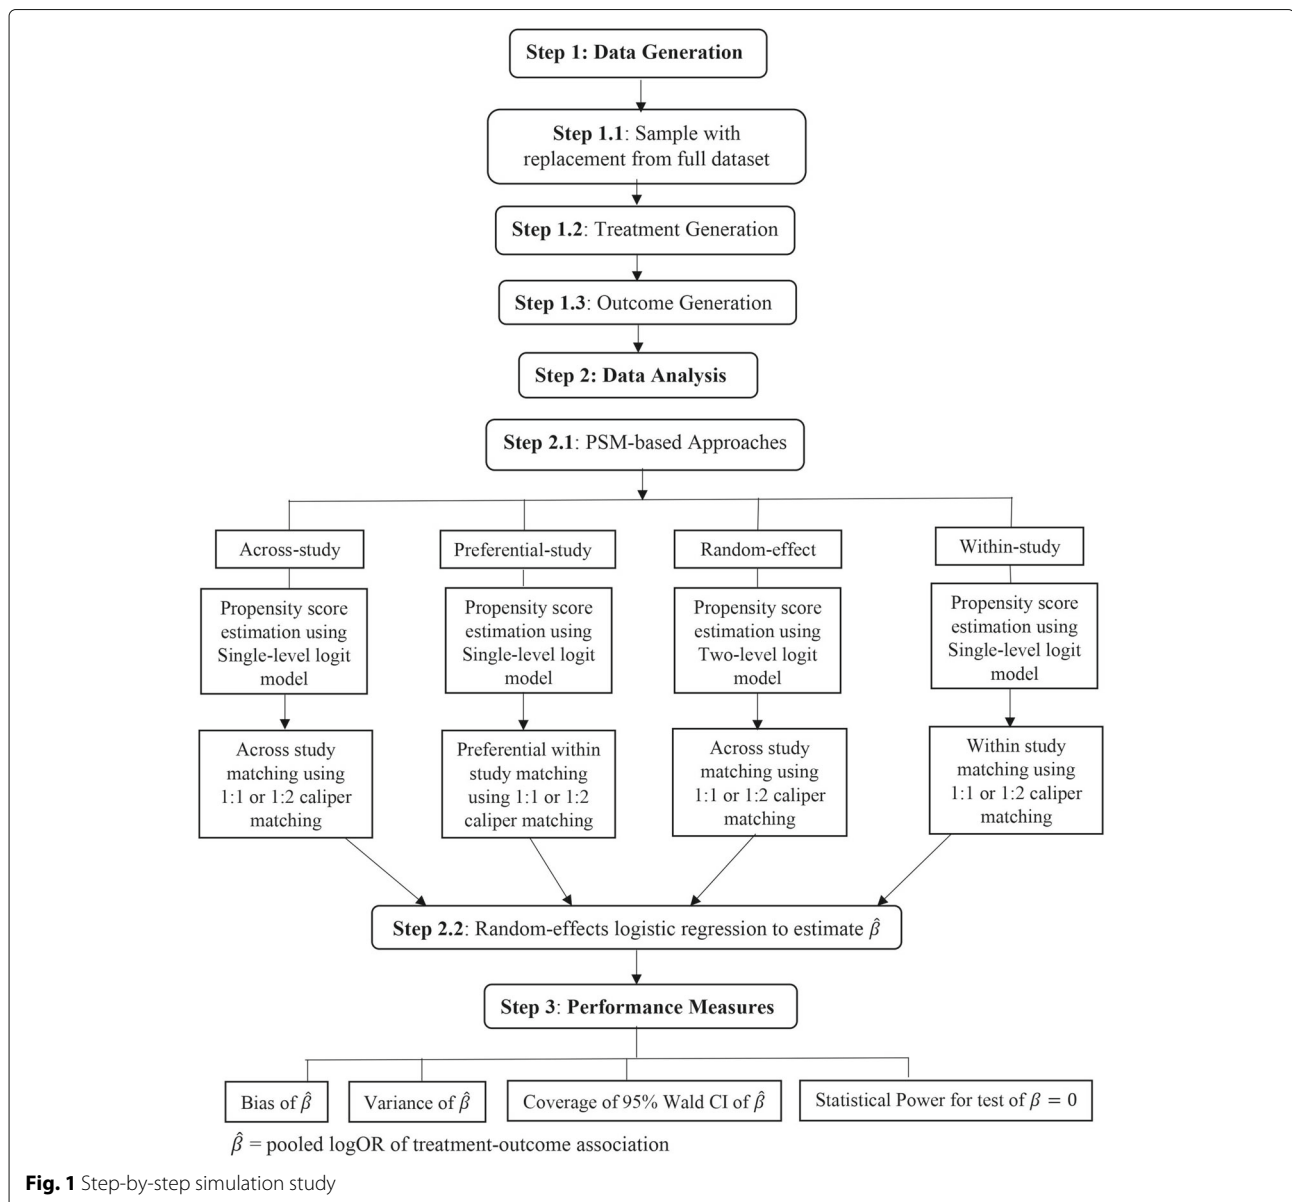 Step 1: Data Generation
Step 1.1: Sample with
replacement from full dataset
Step 1.2: Treatment Generation
Step 1.3: Outcome Generation
Step 2: Data Analysis
Step 2.1: PSM-based Approaches
Across-study
Preferential-study
Random-effect
Within-study
Propensity score
estimation using
Single-level logit
model
Propensity score
estimation using
Single-level logit
model
Propensity score
estimation using
Two-level logit
model
Propensity score
estimation using
Single-level logit
model
Across study
matching using
1:1 or 1:2 caliper
matching
Preferential within
study matching
using 1:1 or 1:2
caliper matching
Across study
matching using
1:1 or 1:2 caliper
matching
Within study
matching using
1:1 or 1:2 caliper
matching
Step 2.2: Random-effects logistic regression to estimate β̂
Step 3: Performance Measures
Bias of β̂
Variance of β̂
Coverage of 95% Wald CI of β̂
Statistical Power for test of β = 0
β̂ = pooled logOR of treatment-outcome association
Fig. 1 Step-by-step simulation study